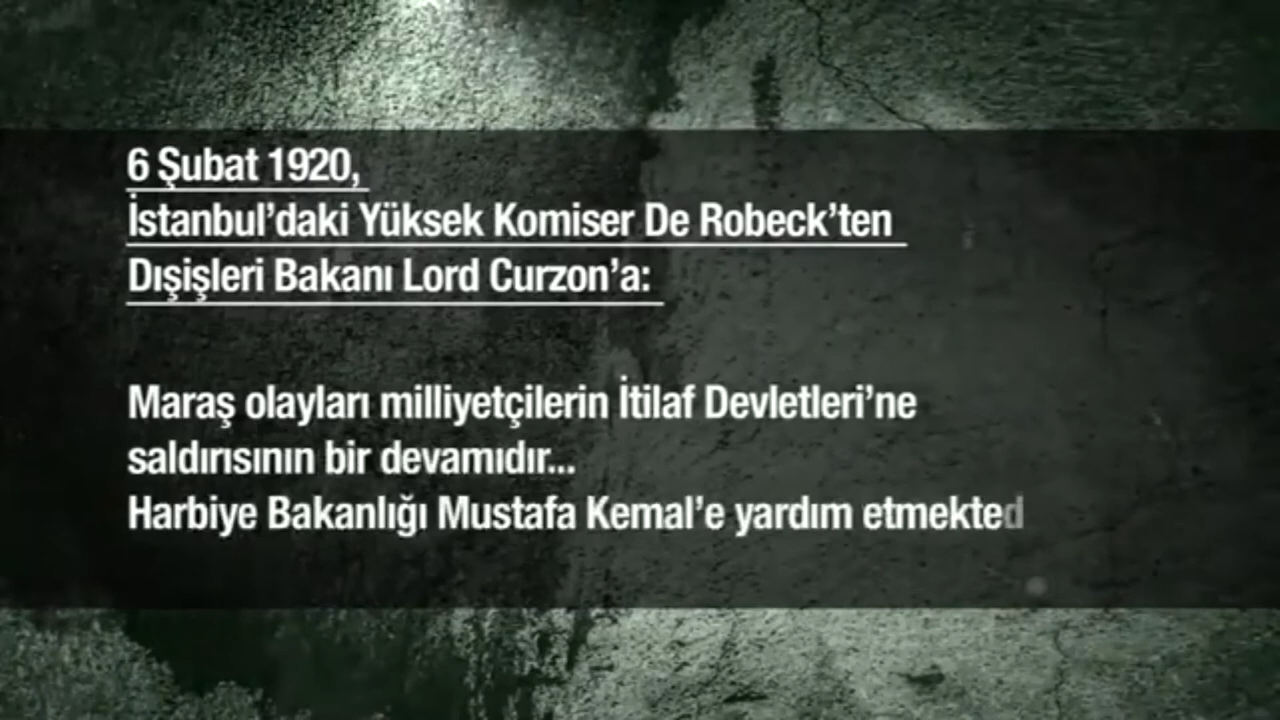 6 Şubat 1920,
İstanbul’daki Yüksek Komiser De Robeck’ten
Dışişleri Bakanı Lord Curzon’a:
Maraş olayları milliyetçilerin İtilaf Devletleri’ne
saldırısının bir devamıdır...
Harbiye Bakanlığı Mustafa Kemal’e yardım etmekted